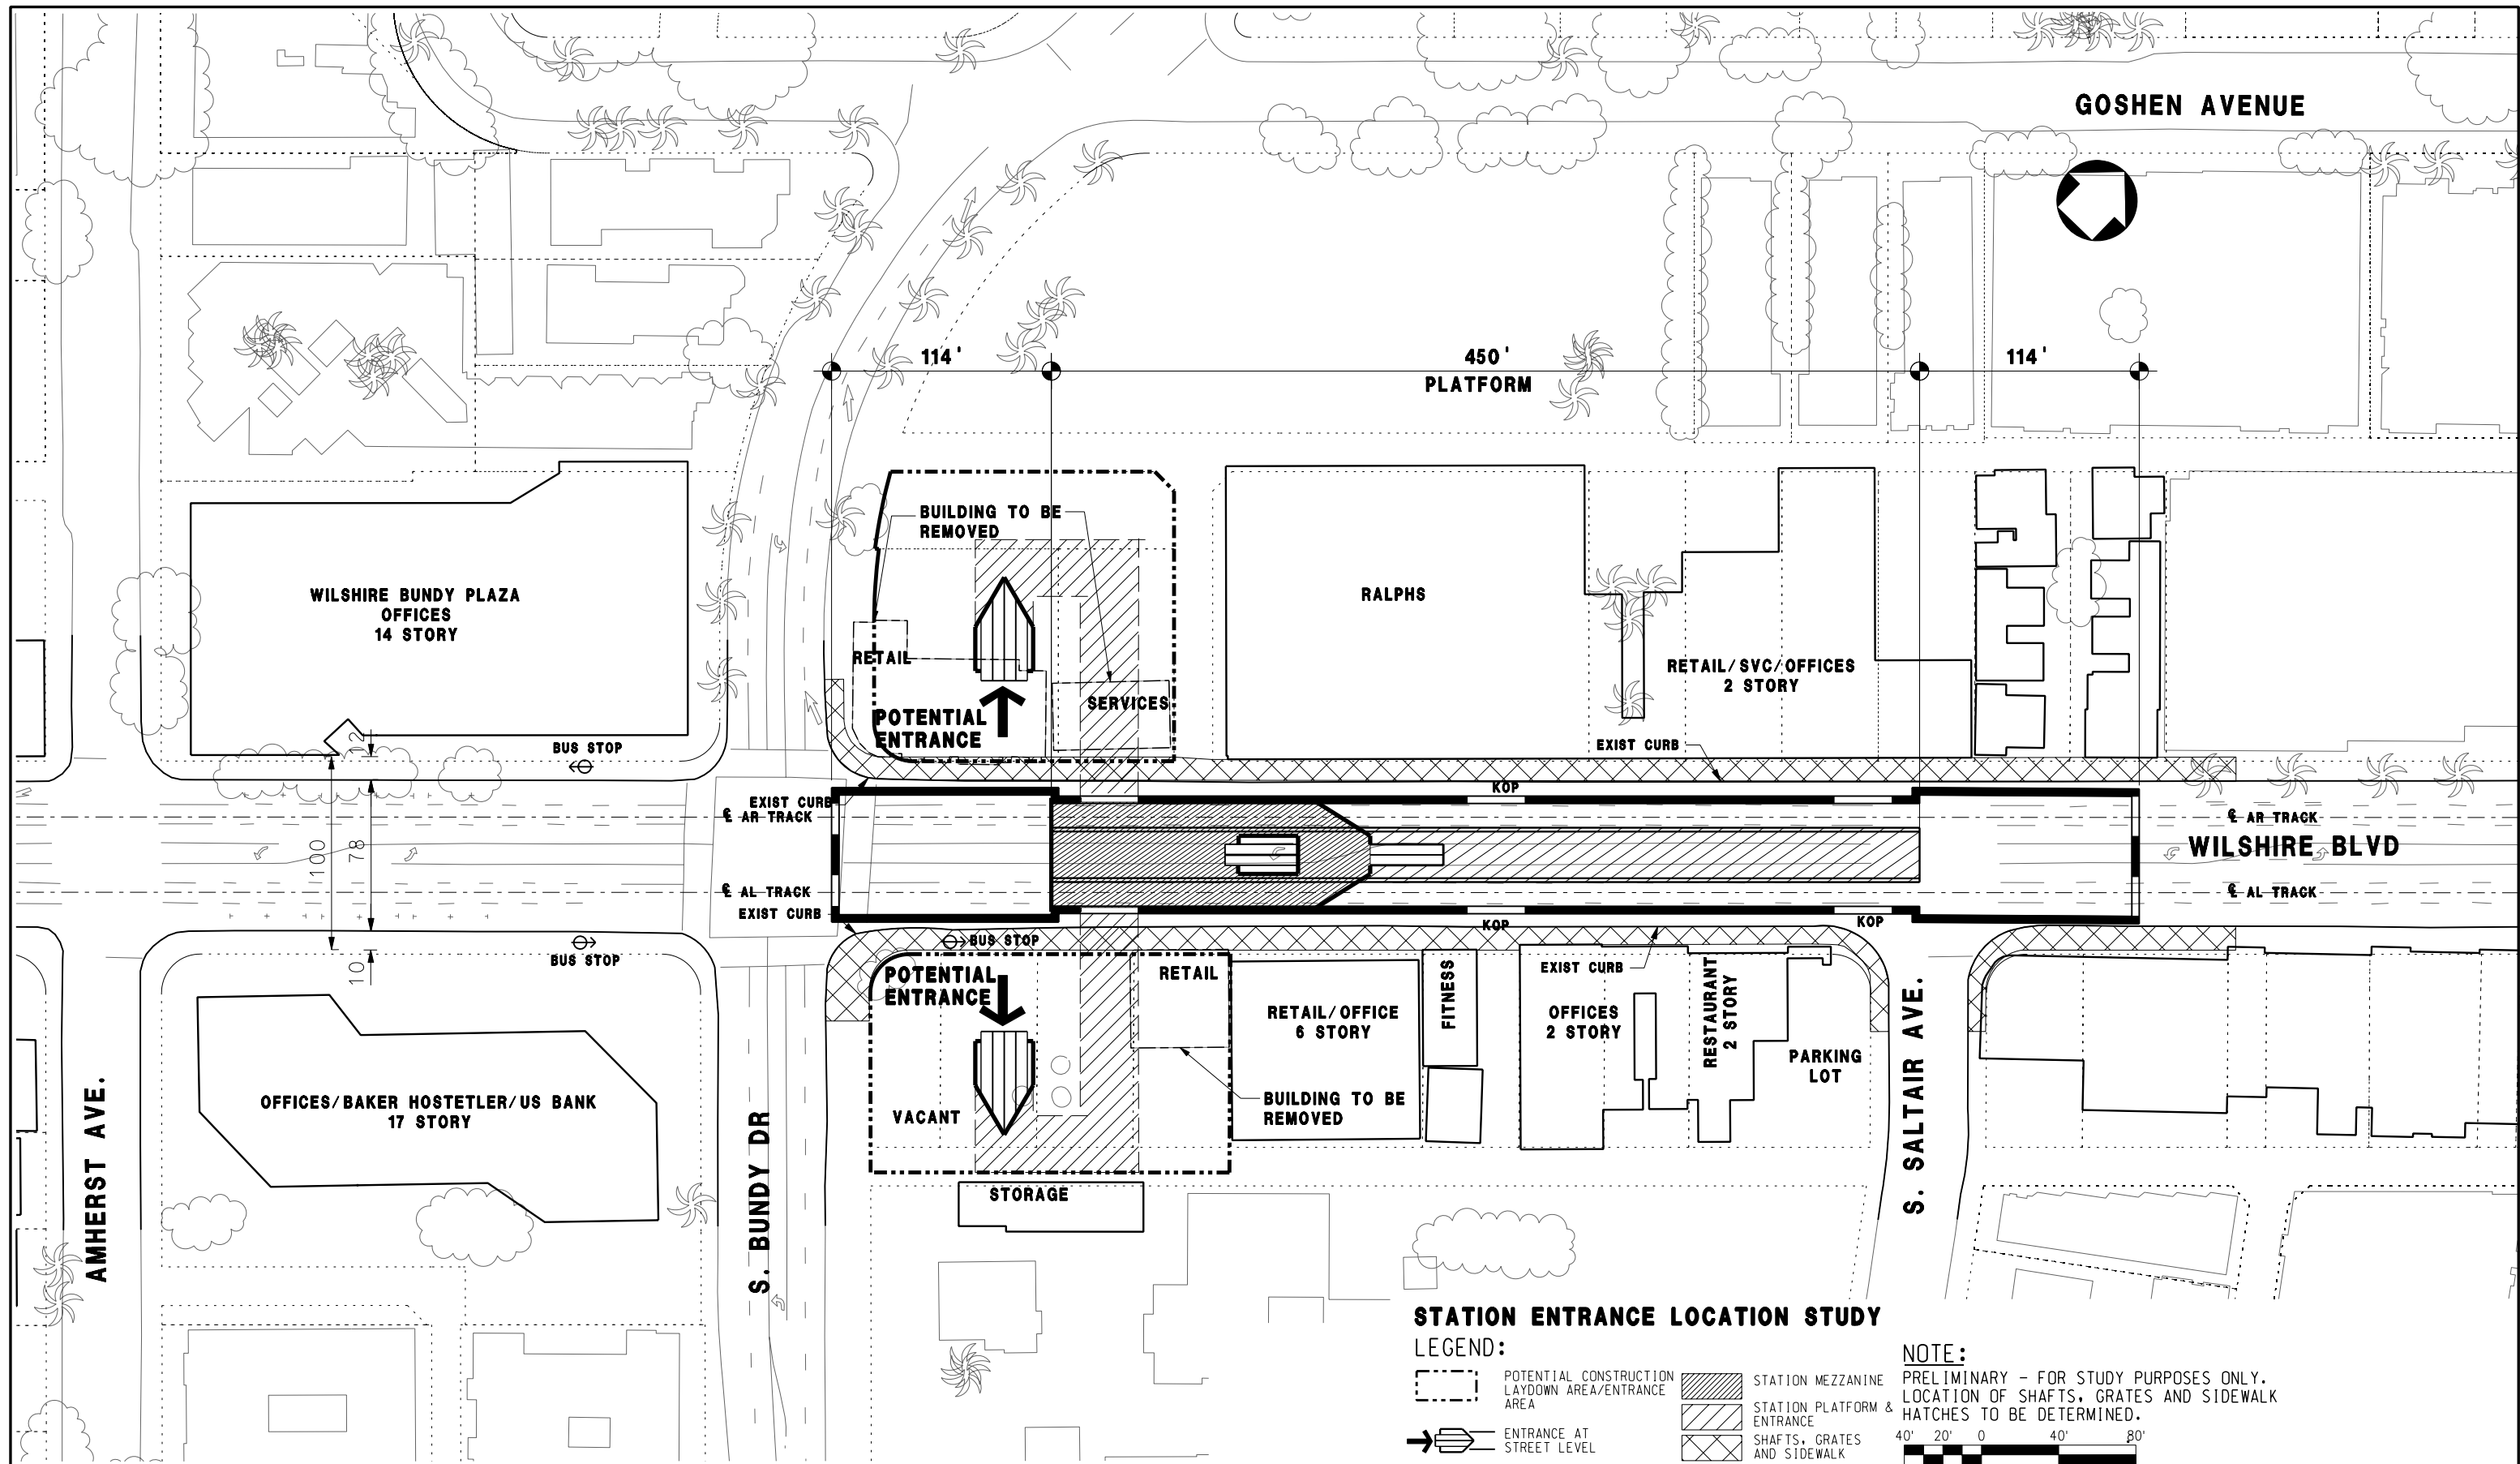 GOSHEN AVENUE
114'
450'
PLATFORM
114'
BUILDING TO BE
REMOVED
WILSHIRE BUNDY PLAZA
OFFICES
14 STORY
RALPHS
RETAIL
RETAIL/SVC/OFFICES
2 STORY
SERVICES
POTENTIAL
ENTRANCE
12
BUS STOP
EXIST CURB
KOP
EXIST CURB
℄ AR TRACK
℄ AR TRACK
WILSHIRE BLVD
100
78
℄ AL TRACK
℄ AL TRACK
EXIST CURB
KOP
KOP
BUS STOP
BUS STOP
10
POTENTIAL
ENTRANCE
RETAIL
EXIST CURB
FITNESS
RETAIL/OFFICE
6 STORY
OFFICES
2 STORY
RESTAURANT
2 STORY
PARKING
LOT
S. SALTAIR AVE.
OFFICES/BAKER HOSTETLER/US BANK
17 STORY
VACANT
BUILDING TO BE
REMOVED
AMHERST AVE.
S. BUNDY DR
STORAGE
STATION ENTRANCE LOCATION STUDY
LEGEND:
POTENTIAL CONSTRUCTION
LAYDOWN AREA/ENTRANCE
AREA
ENTRANCE AT
STREET LEVEL
STATION MEZZANINE
STATION PLATFORM &
ENTRANCE
SHAFTS, GRATES
AND SIDEWALK
NOTE:
PRELIMINARY - FOR STUDY PURPOSES ONLY.
LOCATION OF SHAFTS, GRATES AND SIDEWALK
HATCHES TO BE DETERMINED.
40' 20' 0 40' 80'